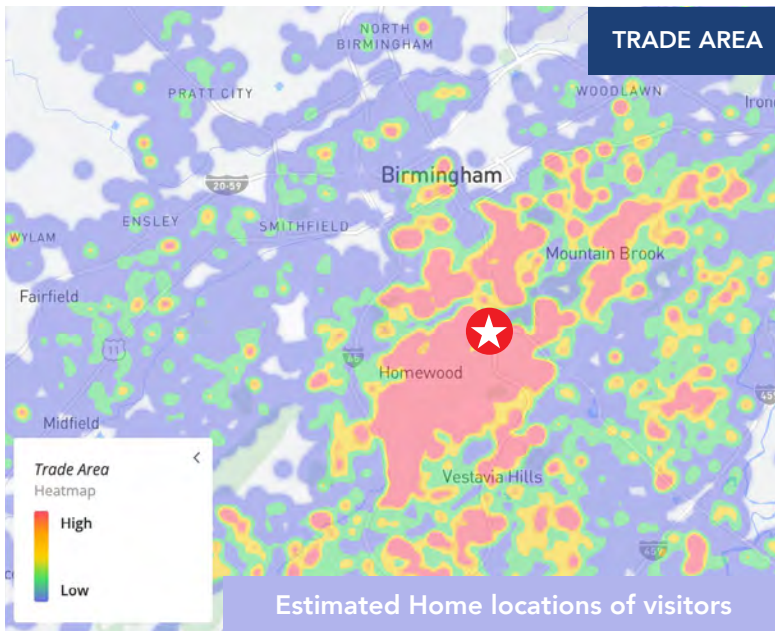 TRADE AREA
NORTH
BIRMINGHAM
PRATT CITY
WOODLAWN
Iron
Birmingham
20-59
ENSLEY
SMITHFIELD
WYLAM
Mountain Brook
Fairfield
11
65
Homewood
Midfield
459
Vestavia Hills
Trade Area
Heatmap
High
Low
459
Estimated Home locations of visitors